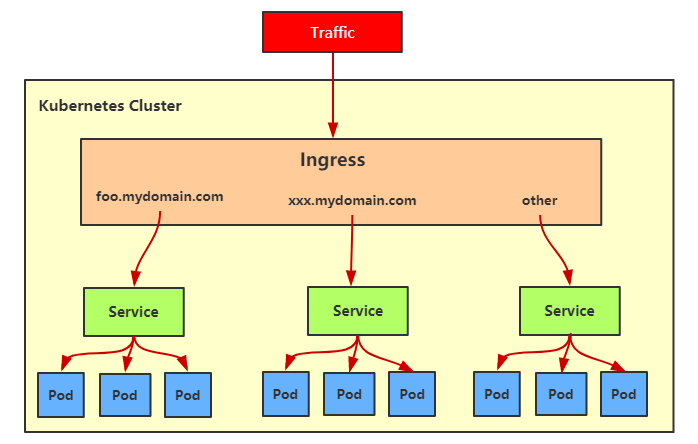 Traffic
Kubernetes Cluster
Ingress
foo.mydomain.com
xxx.mydomain.com
other
Service
Service
Service
Pod
Pod
Pod
Pod
Pod
Pod
Pod
Pod
Pod